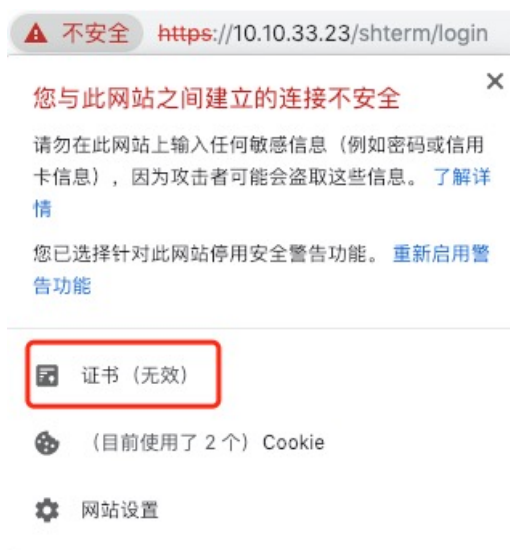 不安全 https://10.10.33.23/shterm/login
您与此网站之间建立的连接不安全
请勿在此网站上输入任何敏感信息（例如密码或信用
卡信息），因为攻击者可能会盗取这些信息。 了解详
情
您已选择针对此网站停用安全警告功能。 重新启用警
告功能
证书（无效）
（目前使用了 2 个）Cookie
网站设置